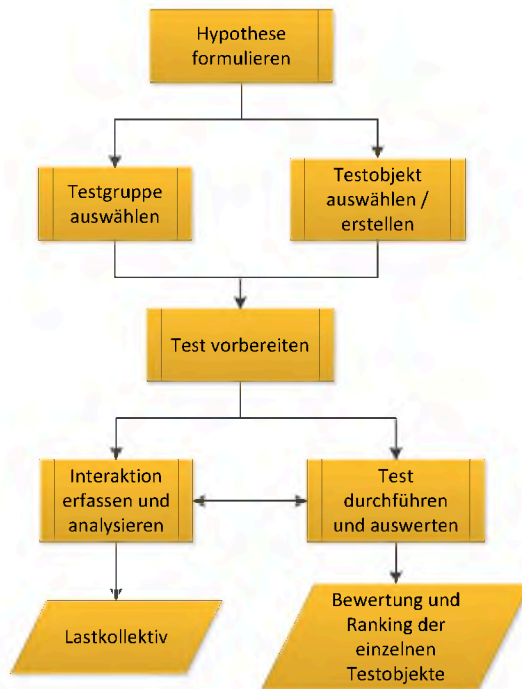 Hypothese
formulieren
Testgruppe
auswählen
Testobjekt
auswählen /
erstellen
Test vorbereiten
Interaktion
erfassen und
analysieren
Test
durchführen
und auswerten
Lastkollektiv
Bewertung und
Ranking der
einzelnen
Testobjekte